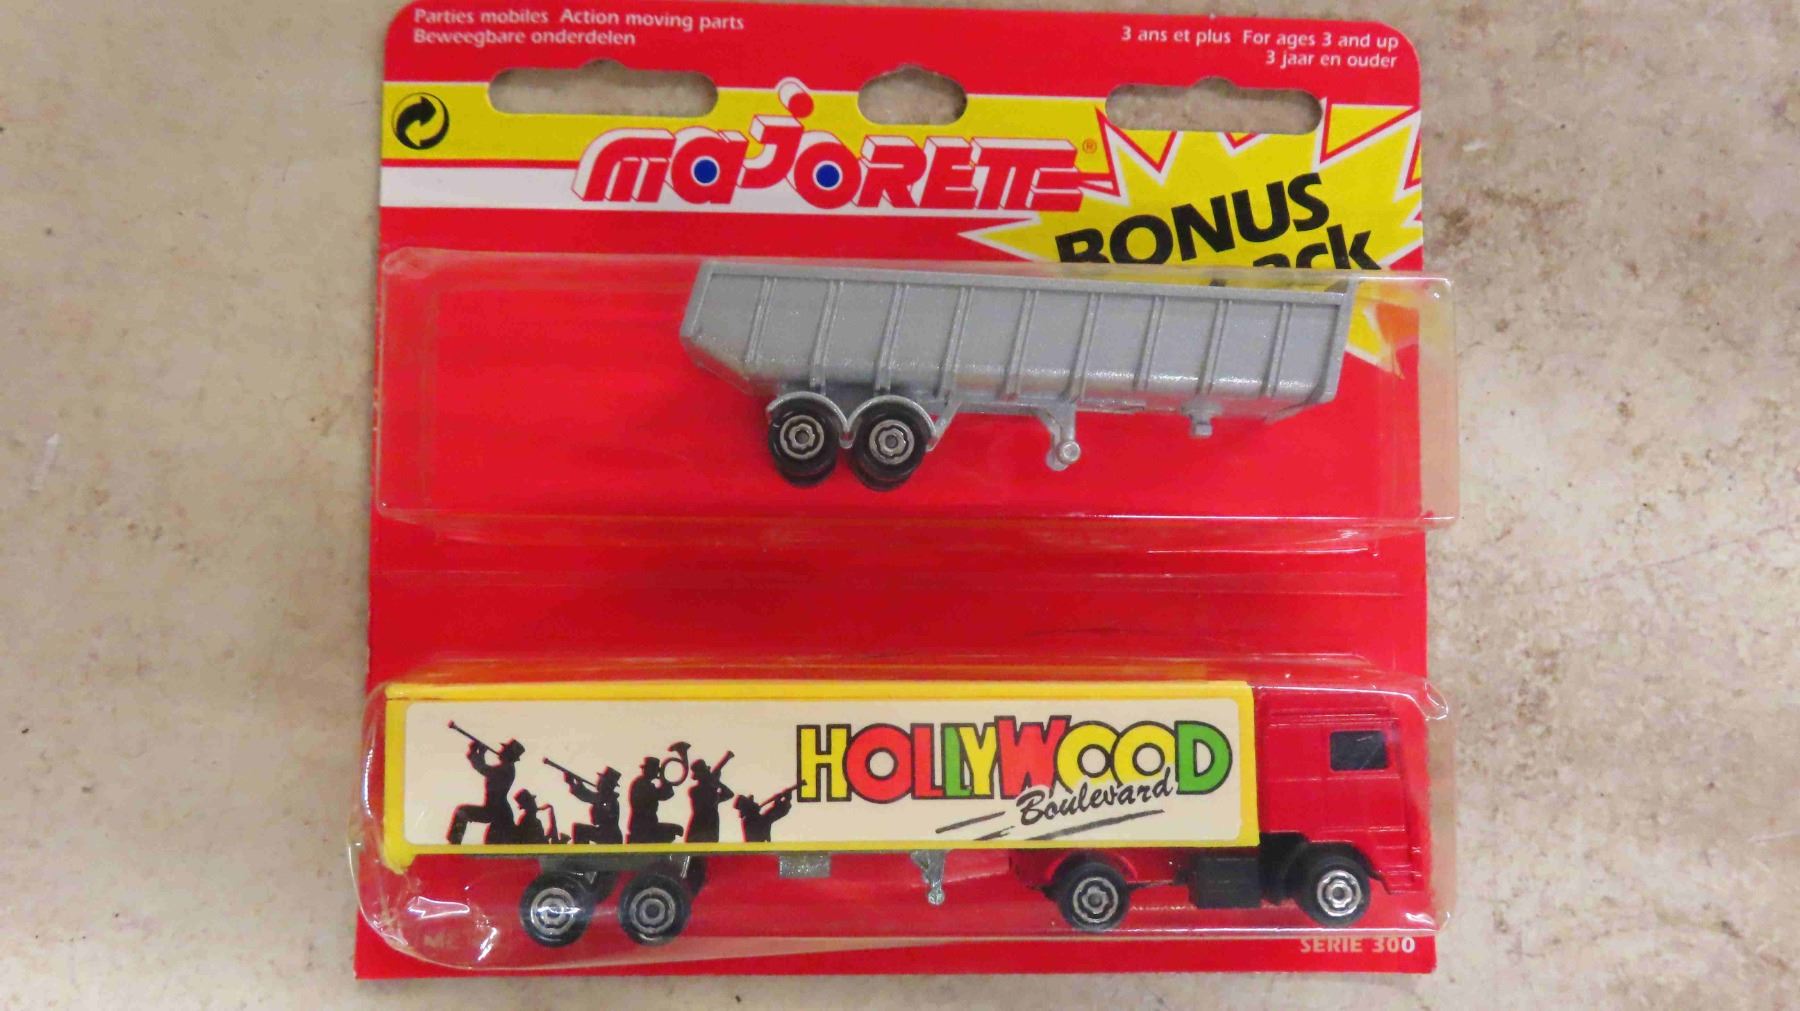 Parties mobiles Action moving parts
Beweegbare onderdelen
3 ans et plus For ages 3 and up
3 jaar en ouder
MAJORETTE®
BONUS
HOLLYWOOD
Boulevard
SERIE 300